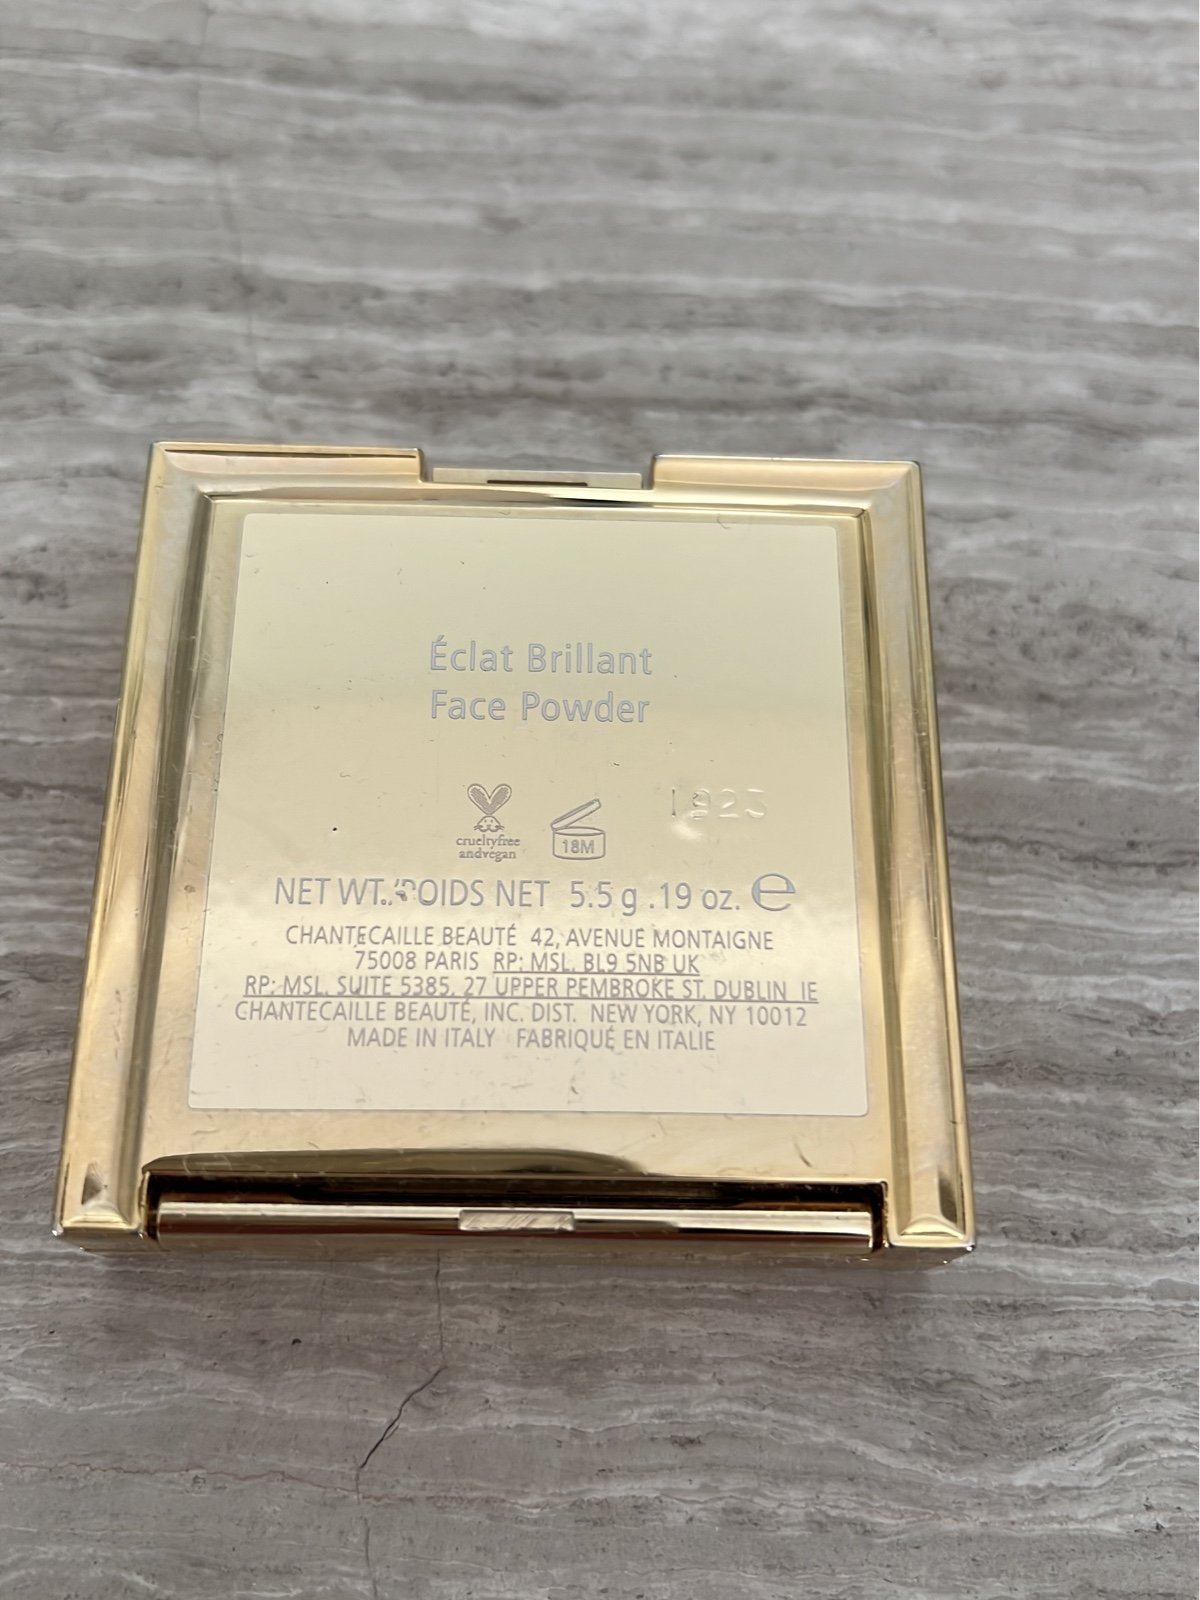 Éclat Brillant
Face Powder
1823
crueltyfree
andvegan
18M
NET WT./POIDS NET 5.5 g .19 oz. e
CHANTECAILLE BEAUTÉ 42, AVENUE MONTAIGNE
75008 PARIS RP: MSL, BL9 5NB UK
RP: MSL, SUITE 5385, 27 UPPER PEMBROKE ST, DUBLIN IE
CHANTECAILLE BEAUTÉ, INC. DIST. NEW YORK, NY 10012
MADE IN ITALY FABRIQUÉ EN ITALIE